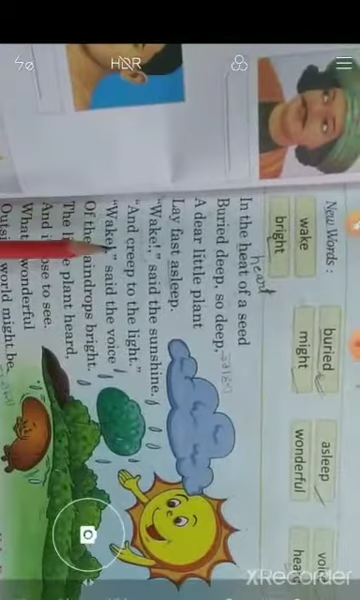 HDR
New Words :
wake
buried
asleep
bright
might
wonderful
heart
In the heat of a seed
Buried deep, so deep,
A dear little plant
Lay fast asleep.
"Wake!," said the sunshine.
"And creep to the light,"
"Wake!," said the voice
Of the raindrops bright.
The plant heard,
And to see.
What wonderful
world might be.
XRecorder